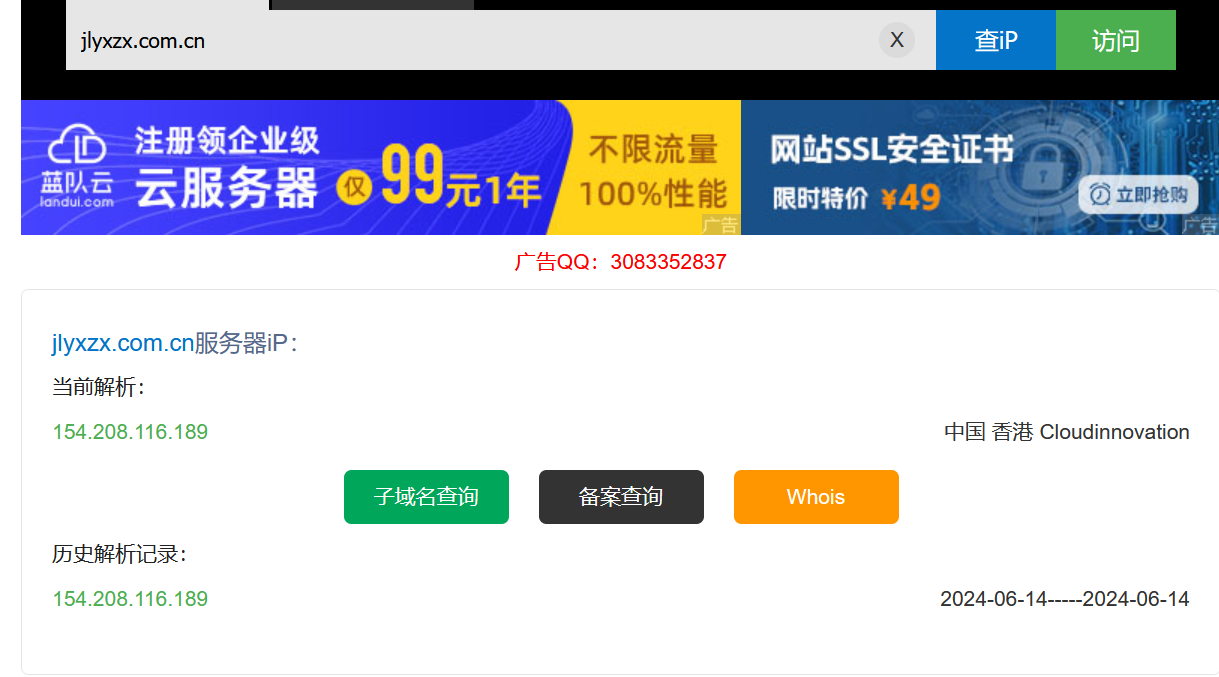 jlyxzx.com.cn
X
查iP
访问
蓝队云
landui.com
注册领企业级
云服务器
仅
99元1年
不限流量
100%性能
广告
网站SSL安全证书
限时特价 ¥49
立即抢购
广告
广告QQ：3083352837
jlyxzx.com.cn服务器iP：
当前解析：
154.208.116.189
中国 香港 Cloudinnovation
子域名查询
备案查询
Whois
历史解析记录：
154.208.116.189
2024-06-14-----2024-06-14